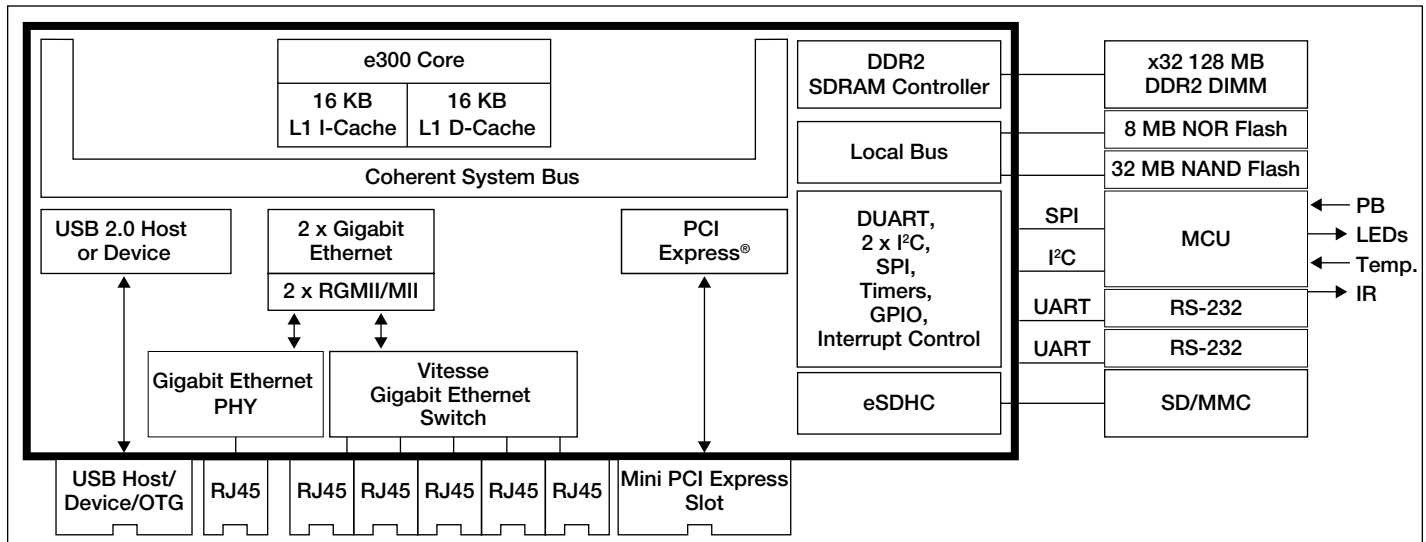 e300 Core
16 KB
L1 I-Cache
16 KB
L1 D-Cache
Coherent System Bus
USB 2.0 Host
or Device
2 x Gigabit
Ethernet
2 x RGMII/MII
PCI
Express®
Gigabit Ethernet
PHY
Vitesse
Gigabit Ethernet
Switch
DDR2
SDRAM Controller
Local Bus
DUART,
2 x I²C,
SPI,
Timers,
GPIO,
Interrupt Control
eSDHC
SPI
I²C
UART
UART
x32 128 MB
DDR2 DIMM
8 MB NOR Flash
32 MB NAND Flash
MCU
RS-232
RS-232
SD/MMC
PB
LEDs
Temp.
IR
USB Host/
Device/OTG
RJ45
RJ45
RJ45
RJ45
RJ45
RJ45
Mini PCI Express
Slot